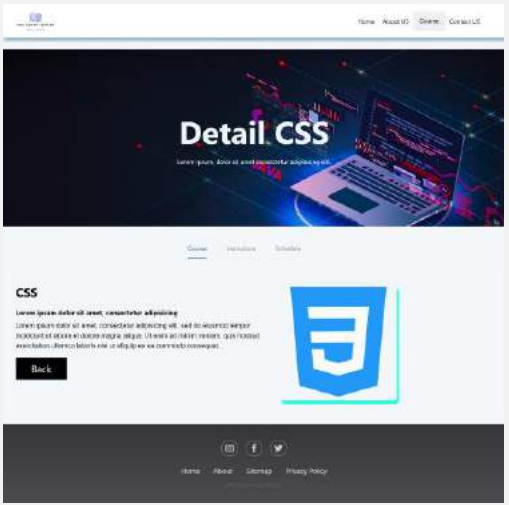 Home About US Course Contact US
Detail CSS
Lorem ipsum, dolor sit amet consectetur adipisicing elit.
JAVA
Course Instructors Schedule
CSS
Lorem ipsum dolor sit amet, consectetur adipisicing
Lorem ipsum dolor sit amet, consectetur adipisicing elit, sed do eiusmod tempor
incididunt ut labore et dolore magna aliqua. Ut enim ad minim veniam, quis nostrud
exercitation ullamco laboris nisi ut aliquip ex ea commodo consequat.
Back
Home About Sitemap Privacy Policy